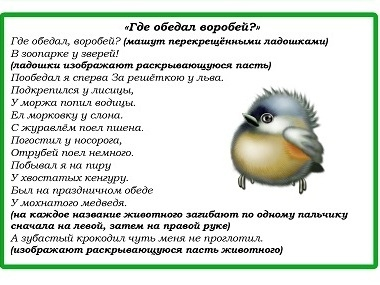 «Где обедал воробей?»
Где обедал, воробей? (машут перекрещёнными ладошками)
В зоопарке у зверей!
(ладошки изображают раскрывающуюся пасть)
Пообедал я сперва За решёткою у льва.
Подкрепился у лисицы,
У моржа попил водицы.
Ел морковку у слона.
С журавлём поел пшена.
Погостил у носорога,
Отрубей поел немного.
Побывал я на пиру
У хвостатых кенгуру.
Был на праздничном обеде
У мохнатого медведя.
(на каждое название животного загибают по одному пальчику
сначала на левой, затем на правой руке)
А зубастый крокодил чуть меня не проглотил.
(изображают раскрывающуюся пасть животного)